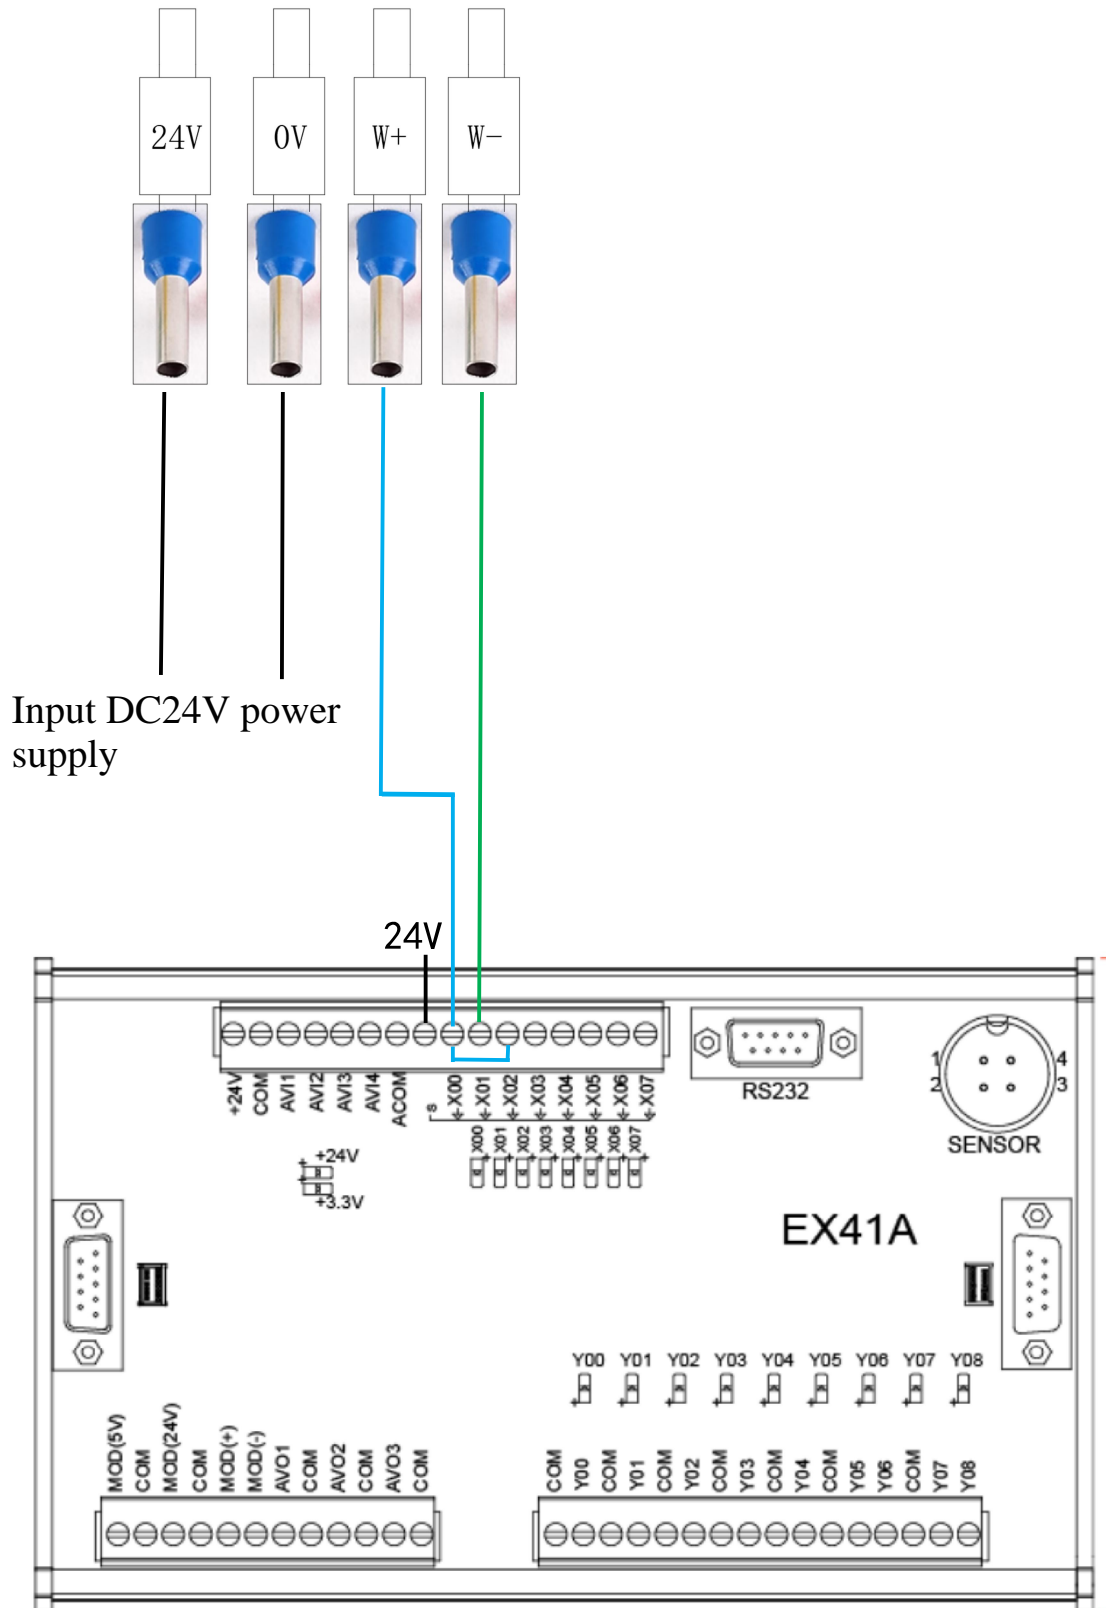 24V 0V W+ W-
Input DC24V power
supply
24V
+24V COM AVI1 AVI2 AVI3 AVI4 ACOM S X00 X01 X02 X03 X04 X05 X06 X07
RS232
1 4
2 3
SENSOR
X00 X01 X02 X03 X04 X05 X06 X07
+24V
+3.3V
EX41A
Y00 Y01 Y02 Y03 Y04 Y05 Y06 Y07 Y08
MOD(5V) COM MOD(24V) COM MOD(+) MOD(-) AVO1 COM AVO2 COM AVO3 COM
COM Y00 COM Y01 COM Y02 COM Y03 COM Y04 COM Y05 Y06 COM Y07 Y08